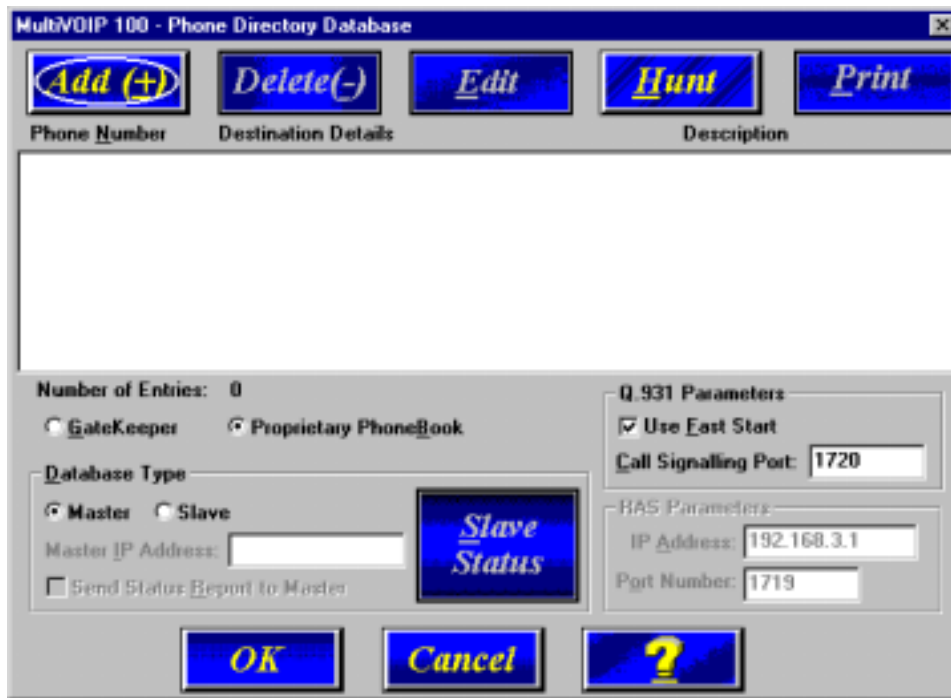 MultiVOIP 100 - Phone Directory Database
Add (+) Delete(-) Edit Hunt Print
Phone Number Destination Details Description
Number of Entries: 0
GateKeeper Proprietary PhoneBook
Database Type
Master Slave
Master IP Address:
Send Status Report to Master
Slave
Status
Q.931 Parameters
Use Fast Start
Call Signalling Port: 1720
RAS Parameters
IP Address: 192.168.3.1
Port Number: 1719
OK Cancel ?